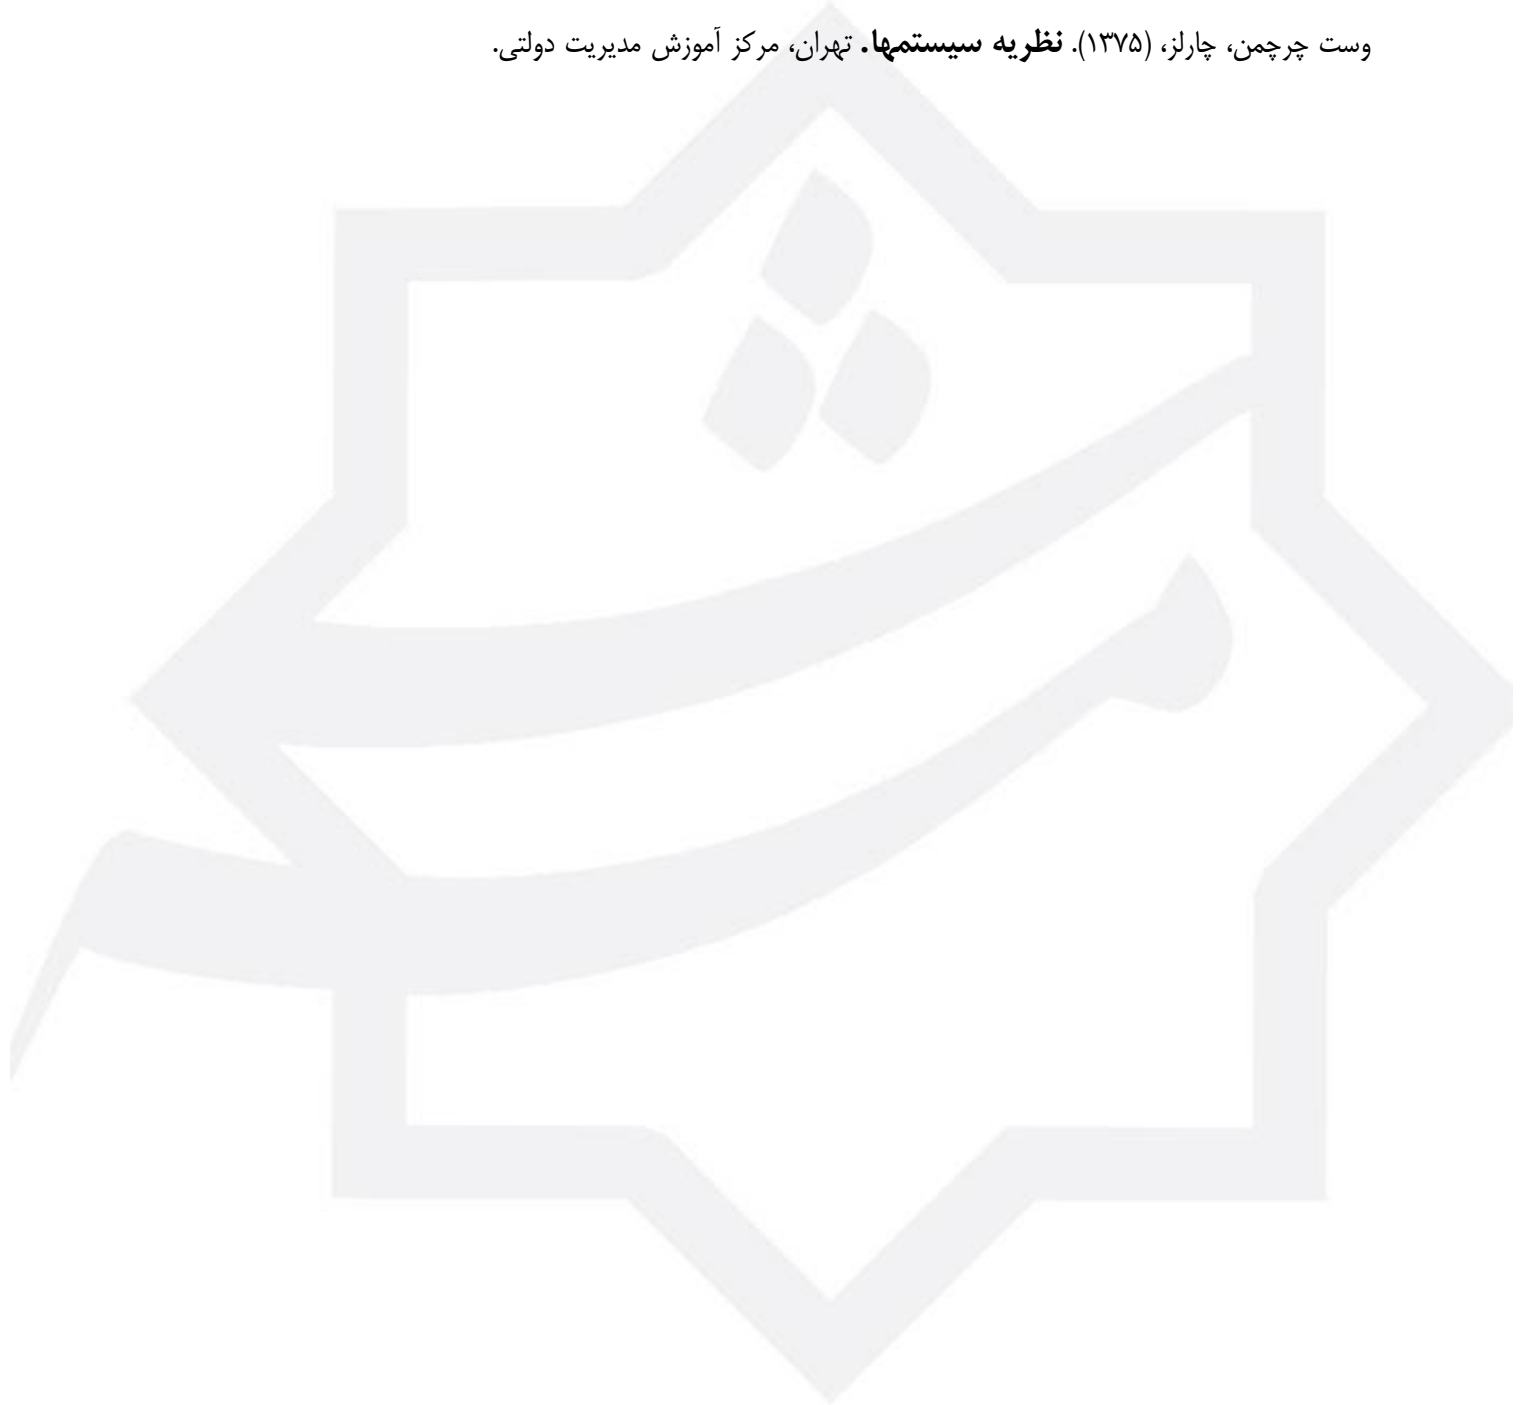 وست چرچمن، چارلز، (۱۳۷۵). نظریه سیستمها. تهران، مرکز آموزش مدیریت دولتی.